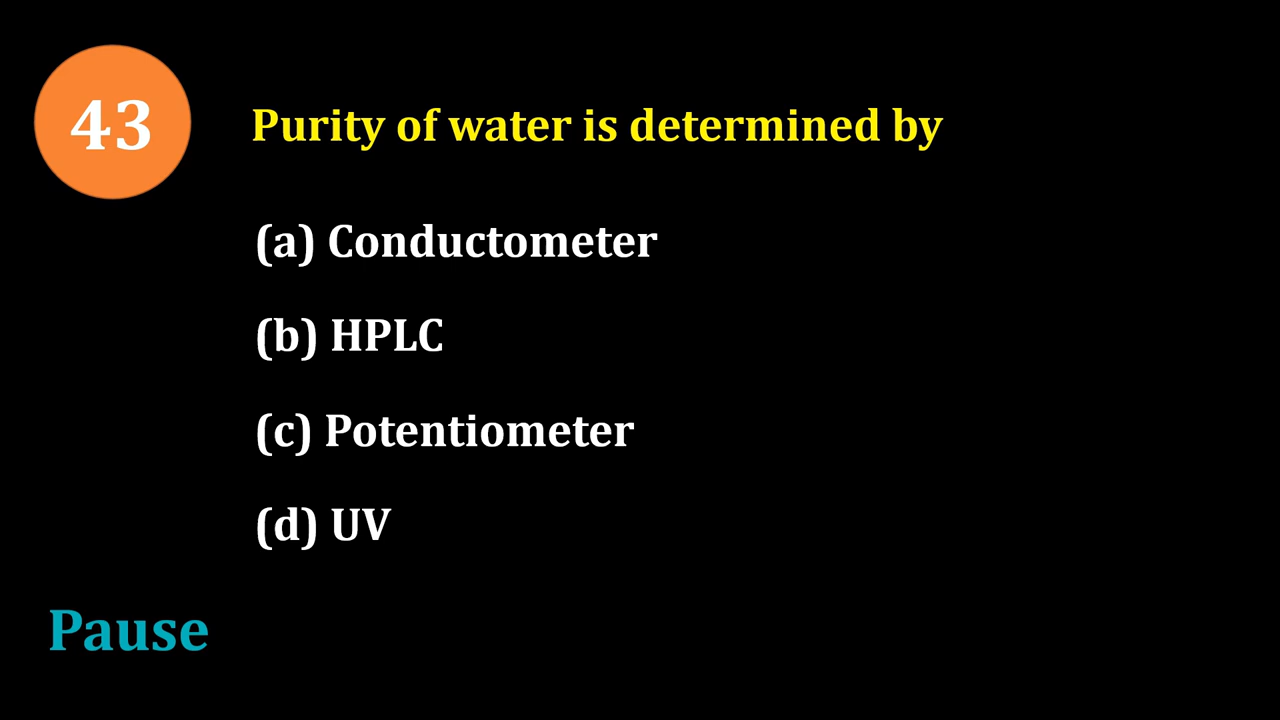 43
Purity of water is determined by
(a) Conductometer
(b) HPLC
(c) Potentiometer
(d) UV
Pause